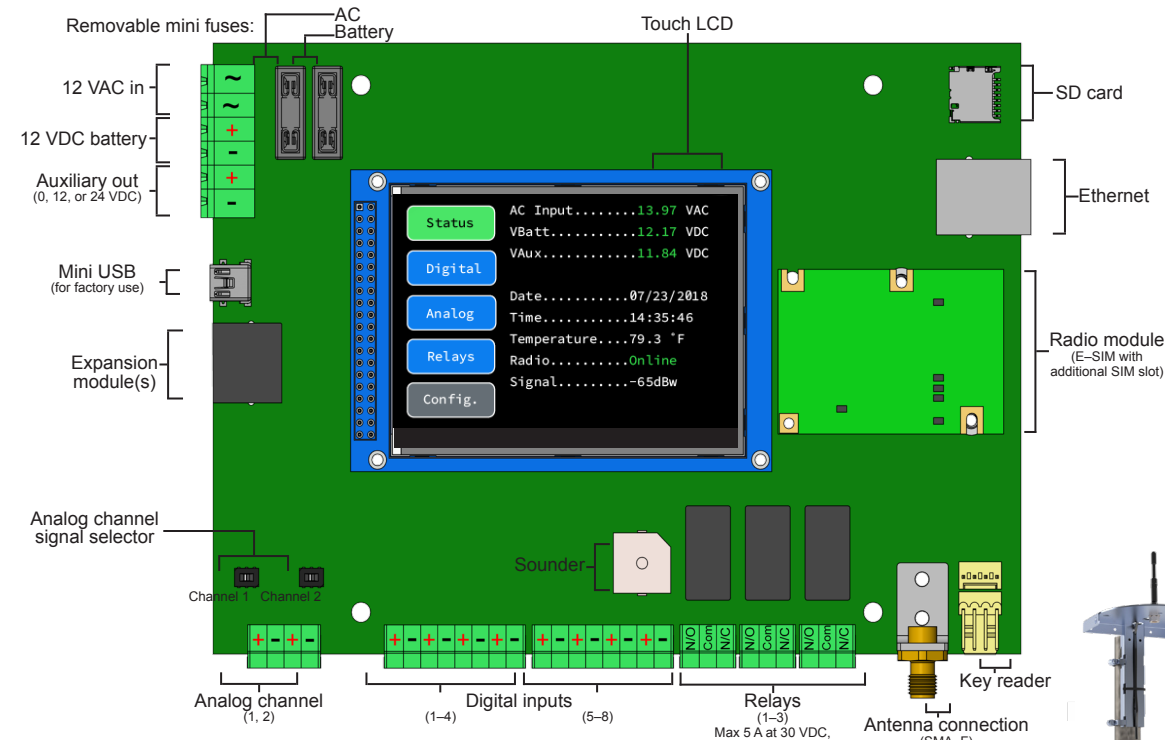 Removable mini fuses:
AC
Battery
Touch LCD
12 VAC in
~
~
12 VDC battery
+
-
Auxiliary out
(0, 12, or 24 VDC)
+
-
SD card
Ethernet
Status
Digital
Analog
Relays
Config.
AC Input........13.97 VAC
VBatt...........12.17 VDC
VAux............11.84 VDC
Date............07/23/2018
Time............14:35:46
Temperature....79.3 °F
Radio..........Online
Signal.........-65dBw
Mini USB
(for factory use)
Expansion
module(s)
Radio module
(E–SIM with
additional SIM slot)
Analog channel
signal selector
Channel 1 Channel 2
Sounder
+ - + -
+ - + - + - + -
+ - + - + - + -
N/O Com N/C
N/O Com N/C
N/O Com N/C
Analog channel
(1, 2)
Digital inputs
(1–4)
(5–8)
Relays
(1–3)
Max 5 A at 30 VDC,
Antenna connection
(SMA–F)
Key reader